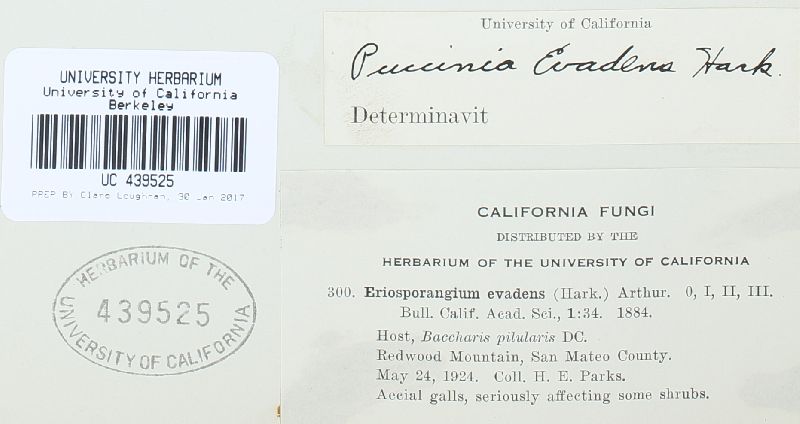 University of California
Puccinia Evadens Hark.
Determinavit
UNIVERSITY HERBARIUM
University of California
Berkeley
UC 439525
PREP BY Clare Loughran, 30 Jan 2017
HERBARIUM OF THE
439525
UNIVERSITY OF CALIFORNIA
CALIFORNIA FUNGI
DISTRIBUTED BY THE
HERBARIUM OF THE UNIVERSITY OF CALIFORNIA
300. Eriosporangium evadens (Hark.) Arthur. 0, I, II, III.
Bull. Calif. Acad. Sci., 1:34. 1884.
Host, Baccharis pilularis DC.
Redwood Mountain, San Mateo County.
May 24, 1924. Coll. H. E. Parks.
Aecial galls, seriously affecting some shrubs.